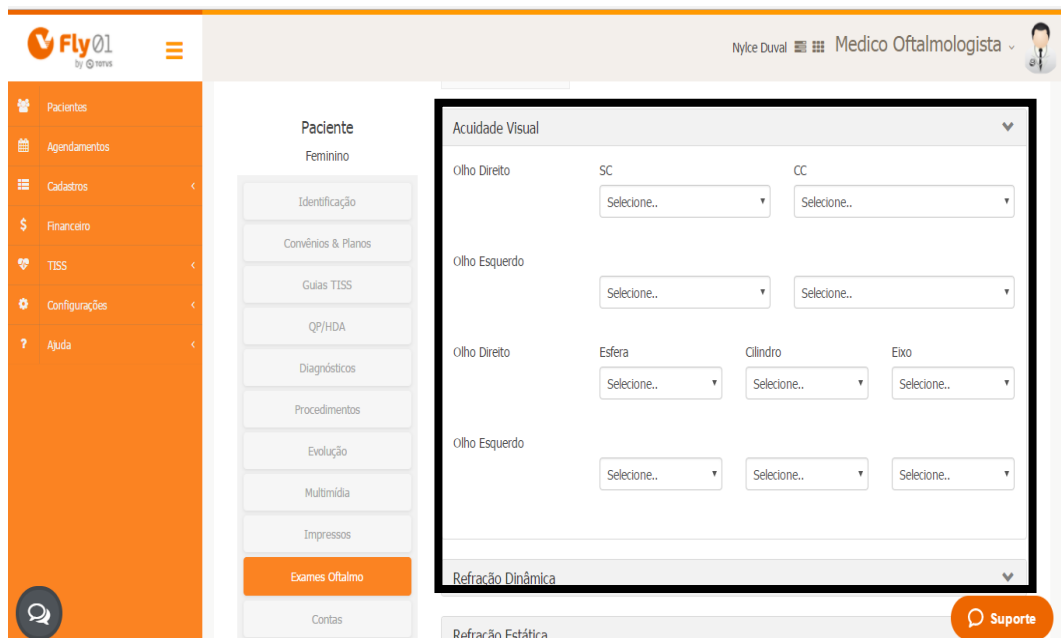 Fly01
by TOTVS
Nylce Duval Medico Oftalmologista
Pacientes
Agendamentos
Cadastros
Financeiro
TISS
Configurações
Ajuda
Paciente
Feminino
Identificação
Convênios & Planos
Guias TISS
QP/HDA
Diagnósticos
Procedimentos
Evolução
Multimídia
Impressos
Exames Oftalmo
Contas
Acuidade Visual
Olho Direito SC CC
Selecione.. Selecione..
Olho Esquerdo
Selecione.. Selecione..
Olho Direito Esfera Cilindro Eixo
Selecione.. Selecione.. Selecione..
Olho Esquerdo
Selecione.. Selecione.. Selecione..
Refração Dinâmica
Refração Estática
Suporte